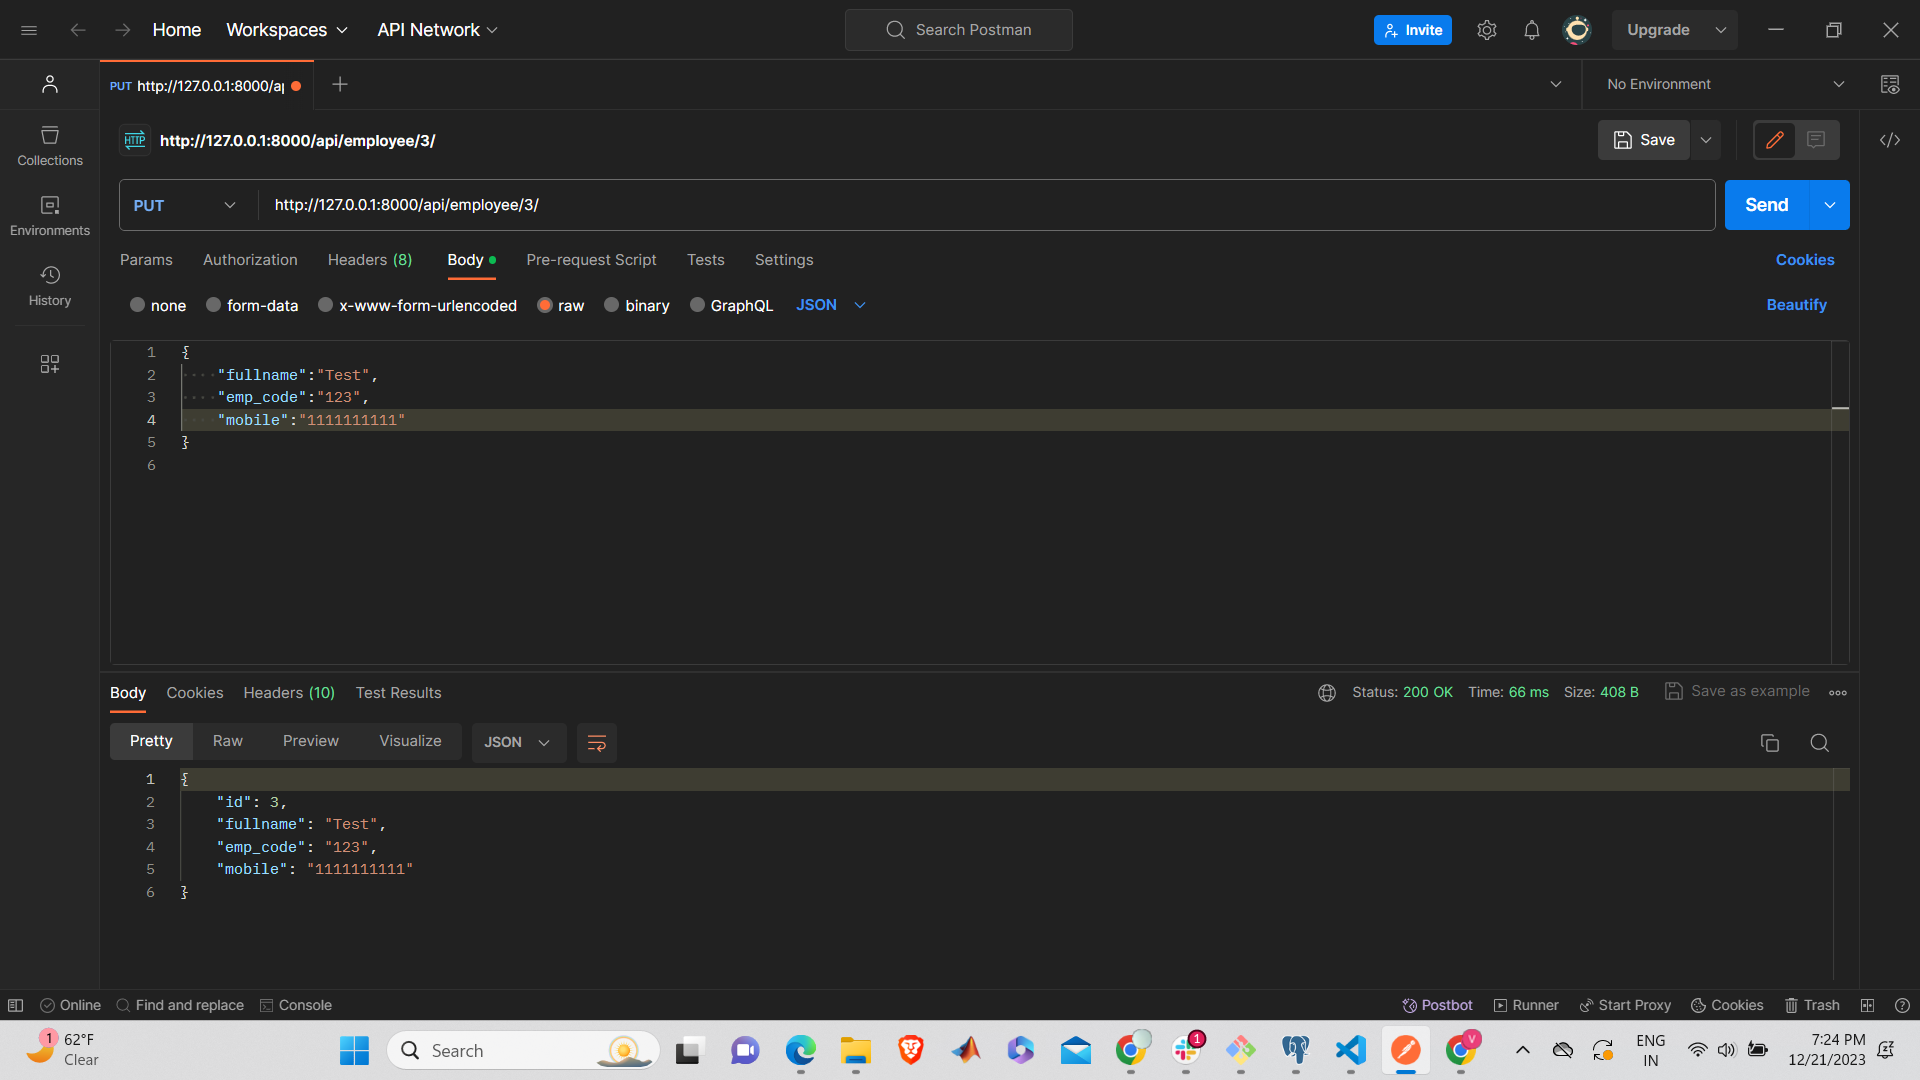 Home Workspaces API Network Search Postman Invite Upgrade
PUT http://127.0.0.1:8000/ap No Environment
HTTP http://127.0.0.1:8000/api/employee/3/ Save
Collections
Environments
History
PUT http://127.0.0.1:8000/api/employee/3/ Send
Params Authorization Headers (8) Body Pre-request Script Tests Settings Cookies
none form-data x-www-form-urlencoded raw binary GraphQL JSON Beautify
1 {
2 "fullname":"Test",
3 "emp_code":"123",
4 "mobile":"1111111111"
5 }
6
Body Cookies Headers (10) Test Results Status: 200 OK Time: 66 ms Size: 408 B Save as example
Pretty Raw Preview Visualize JSON
1 {
2 "id": 3,
3 "fullname": "Test",
4 "emp_code": "123",
5 "mobile": "1111111111"
6 }
Online Find and replace Console Postbot Runner Start Proxy Cookies Trash
1 62°F
Clear
Search
1
V
ENG
IN
7:24 PM
12/21/2023